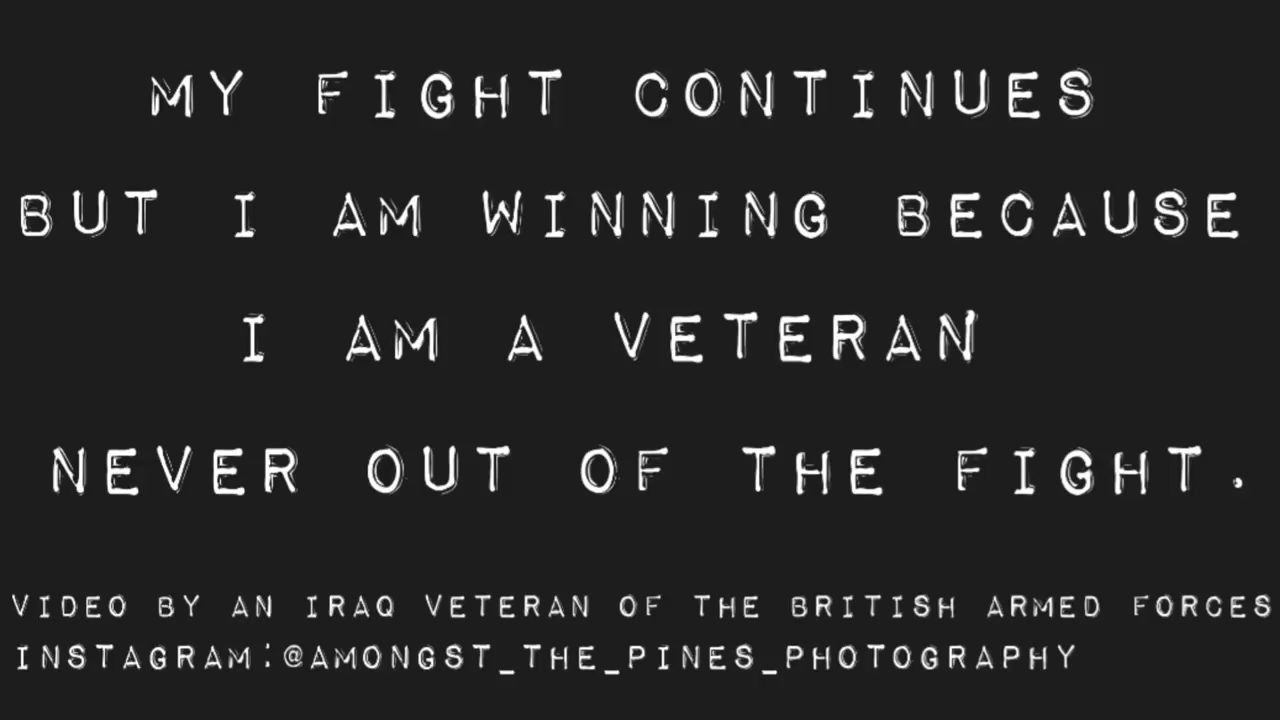 MY FIGHT CONTINUES
BUT I AM WINNING BECAUSE
I AM A VETERAN
NEVER OUT OF THE FIGHT.
VIDEO BY AN IRAQ VETERAN OF THE BRITISH ARMED FORCES
INSTAGRAM:@AMONGST_THE_PINES_PHOTOGRAPHY